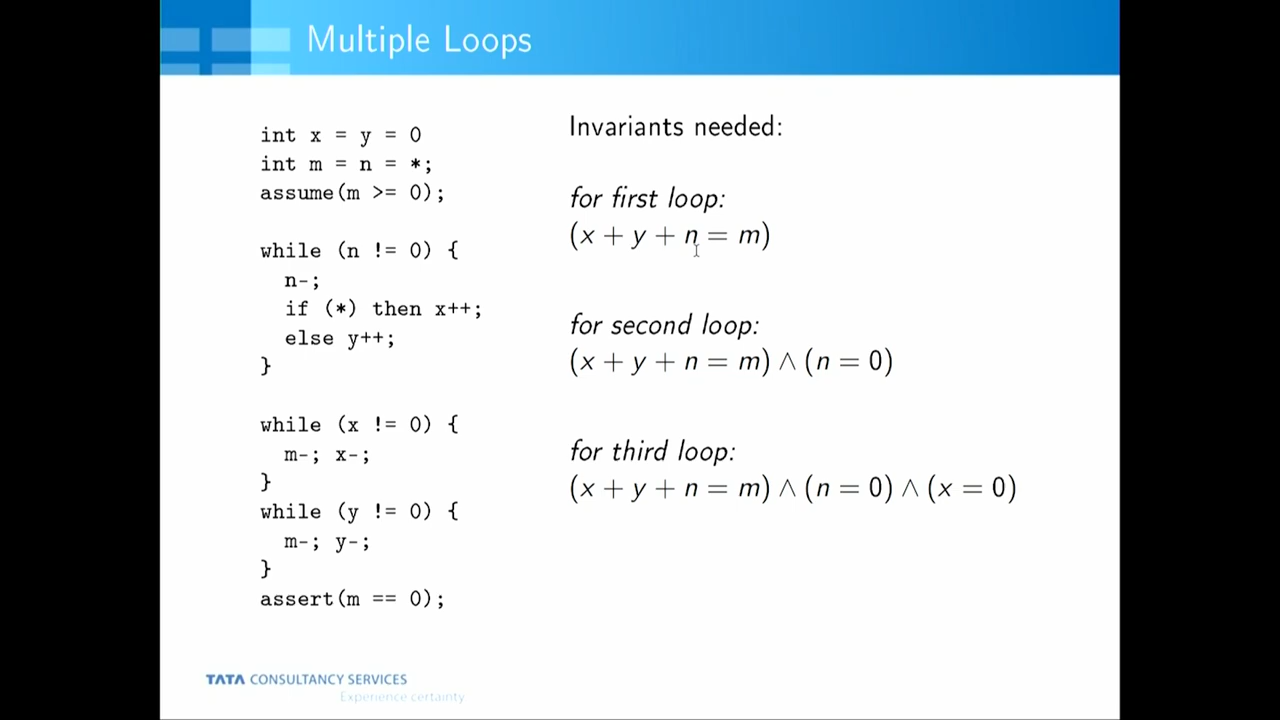 Multiple Loops
int x = y = 0
int m = n = *;
assume(m >= 0);
while (n != 0) {
n-;
if (*) then x++;
else y++;
}
while (x != 0) {
m-; x-;
}
while (y != 0) {
m-; y-;
}
assert(m == 0);
Invariants needed:
for first loop:
(x + y + n = m)
for second loop:
(x + y + n = m) ∧ (n = 0)
for third loop:
(x + y + n = m) ∧ (n = 0) ∧ (x = 0)
TATA CONSULTANCY SERVICES
Experience certainty